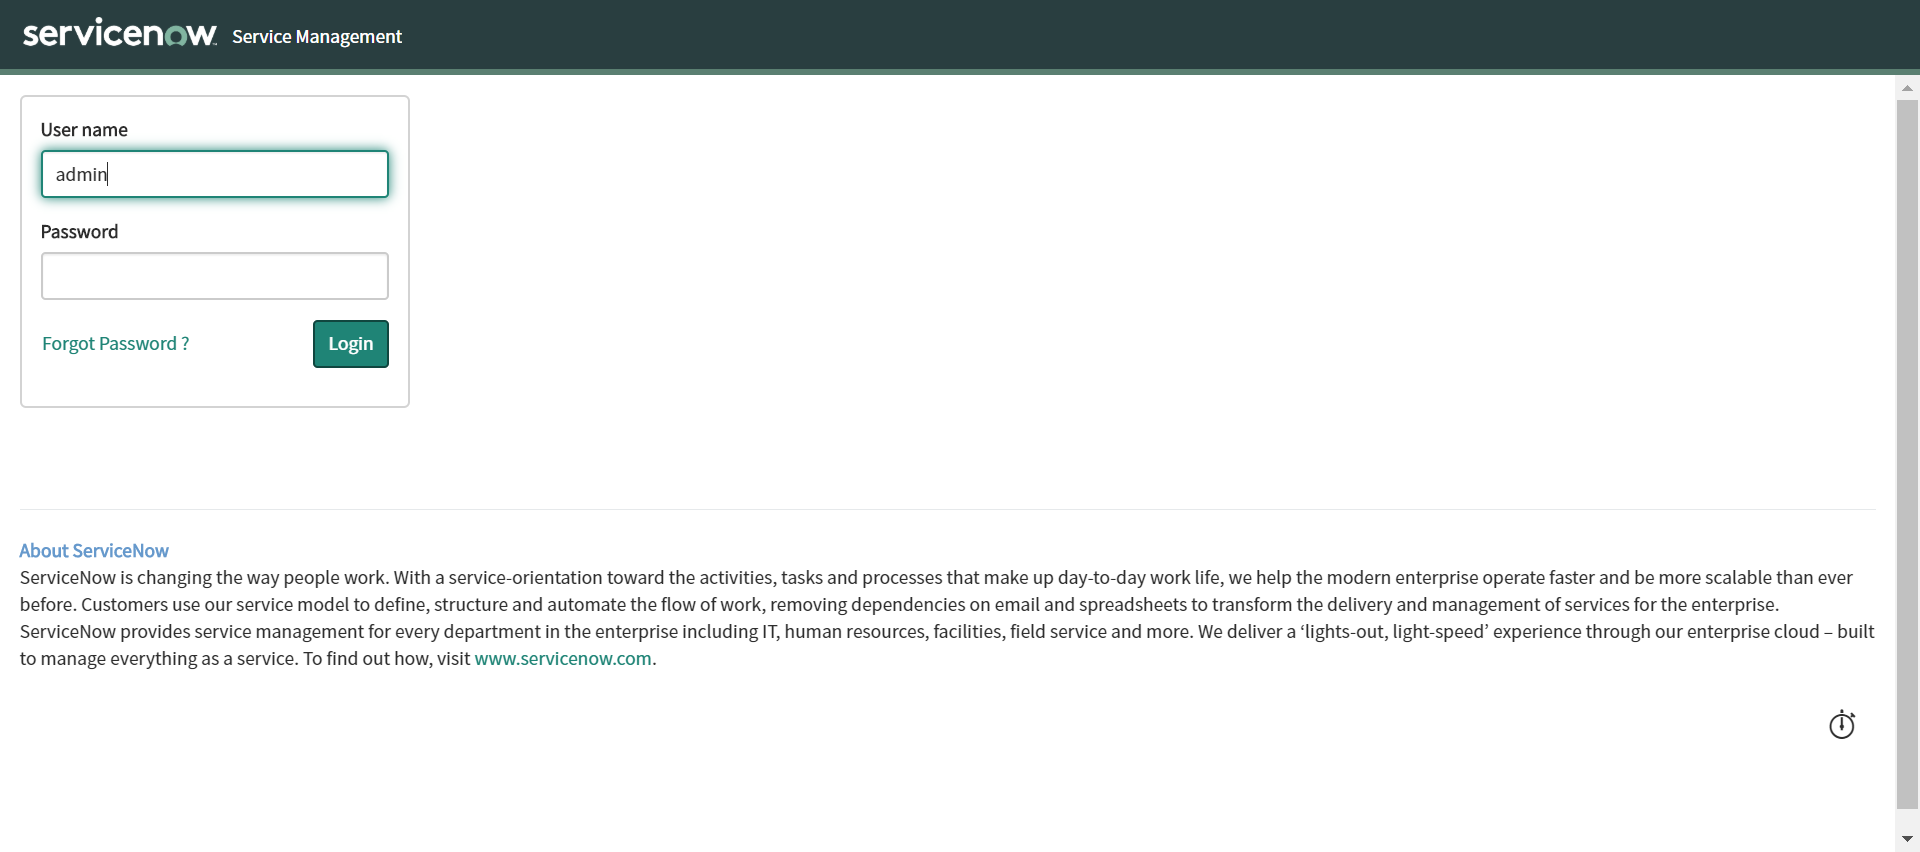 servicenow Service Management
User name
admin
Password
Forgot Password ?
Login
About ServiceNow
ServiceNow is changing the way people work. With a service-orientation toward the activities, tasks and processes that make up day-to-day work life, we help the modern enterprise operate faster and be more scalable than ever
before. Customers use our service model to define, structure and automate the flow of work, removing dependencies on email and spreadsheets to transform the delivery and management of services for the enterprise.
ServiceNow provides service management for every department in the enterprise including IT, human resources, facilities, field service and more. We deliver a ‘lights-out, light-speed’ experience through our enterprise cloud – built
to manage everything as a service. To find out how, visit www.servicenow.com.